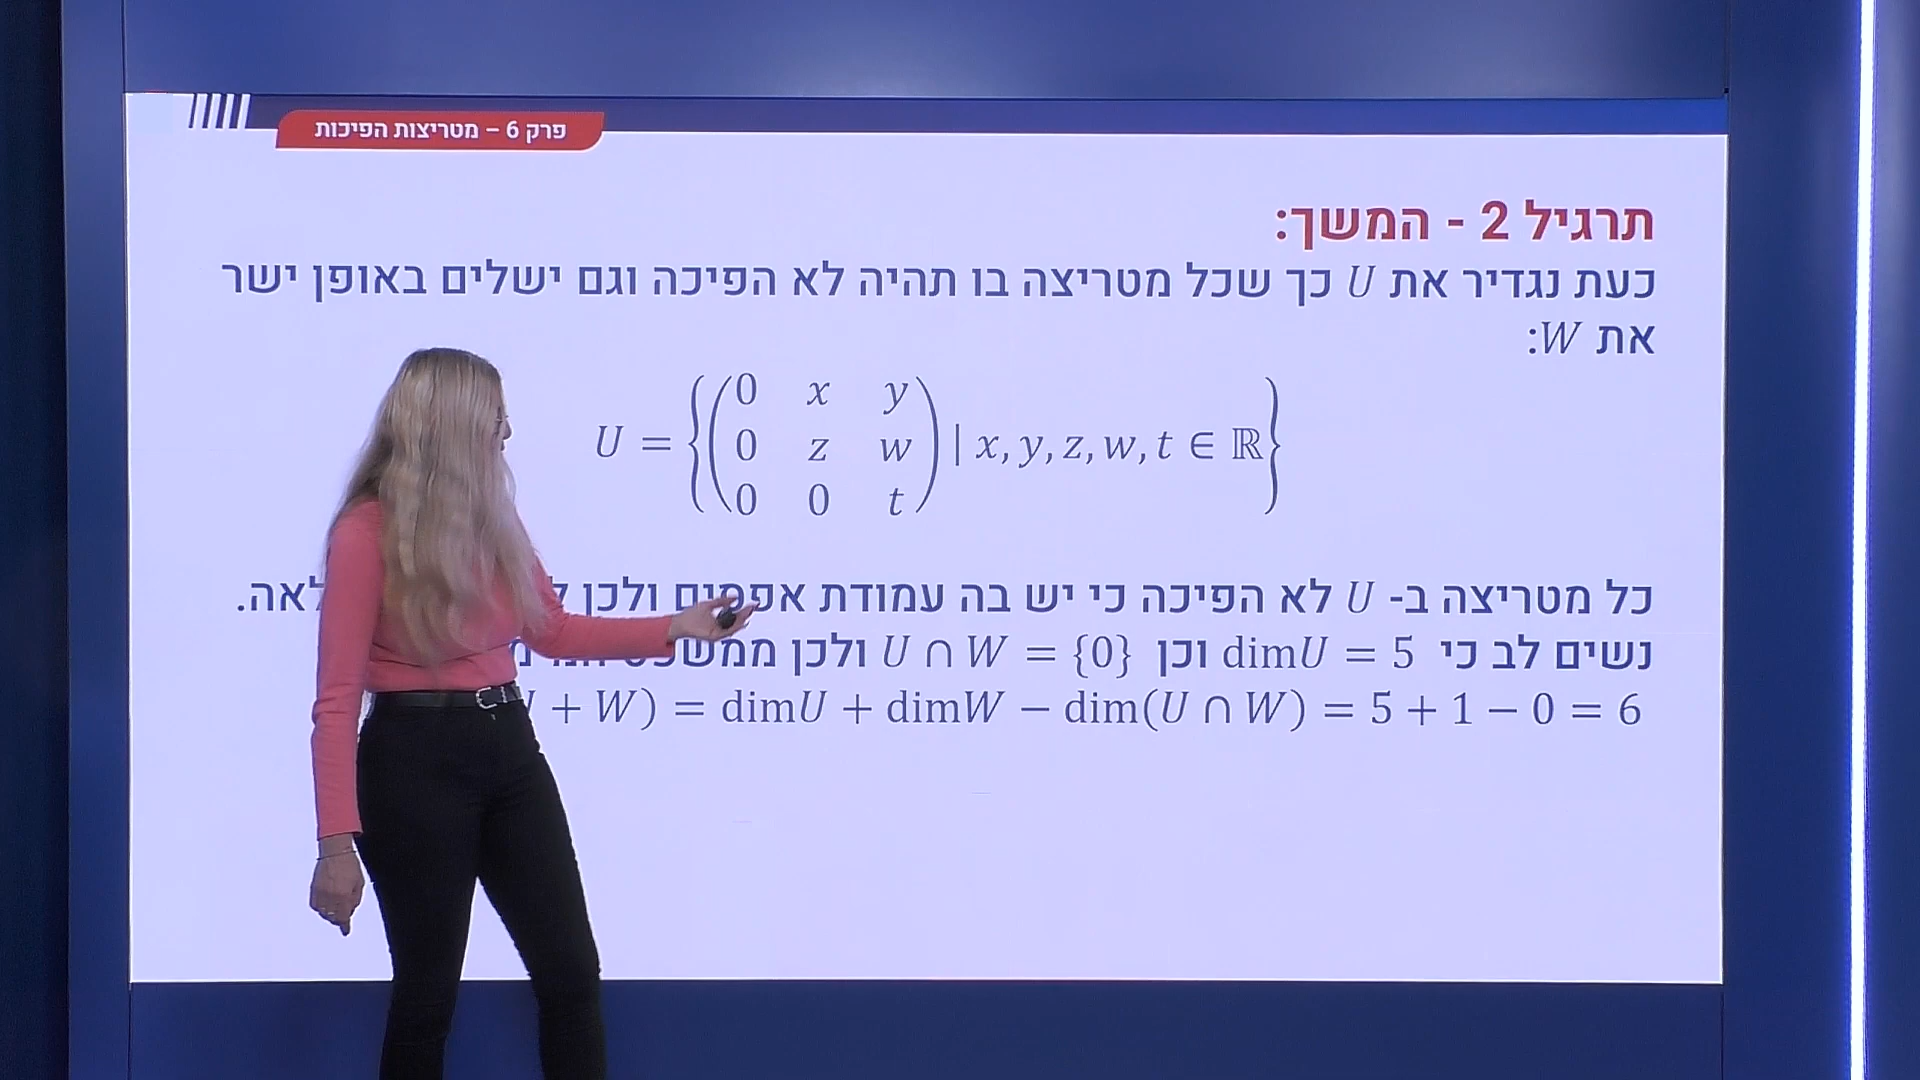 פרק 6 – מטריצות הפיכות
תרגיל 2 - המשך:
כעת נגדיר את U כך שכל מטריצה בו תהיה לא הפיכה וגם ישלים באופן ישר
את W:
U = {(0 x y
0 z w
0 0 t) | x, y, z, w, t ∈ ℝ}
כל מטריצה ב- U לא הפיכה כי יש בה עמודת אפסים ולכן
נשים לב כי dimU = 5 וכן U ∩ W = {0} ולכן
+ W) = dimU + dimW − dim(U ∩ W) = 5 + 1 − 0 = 6